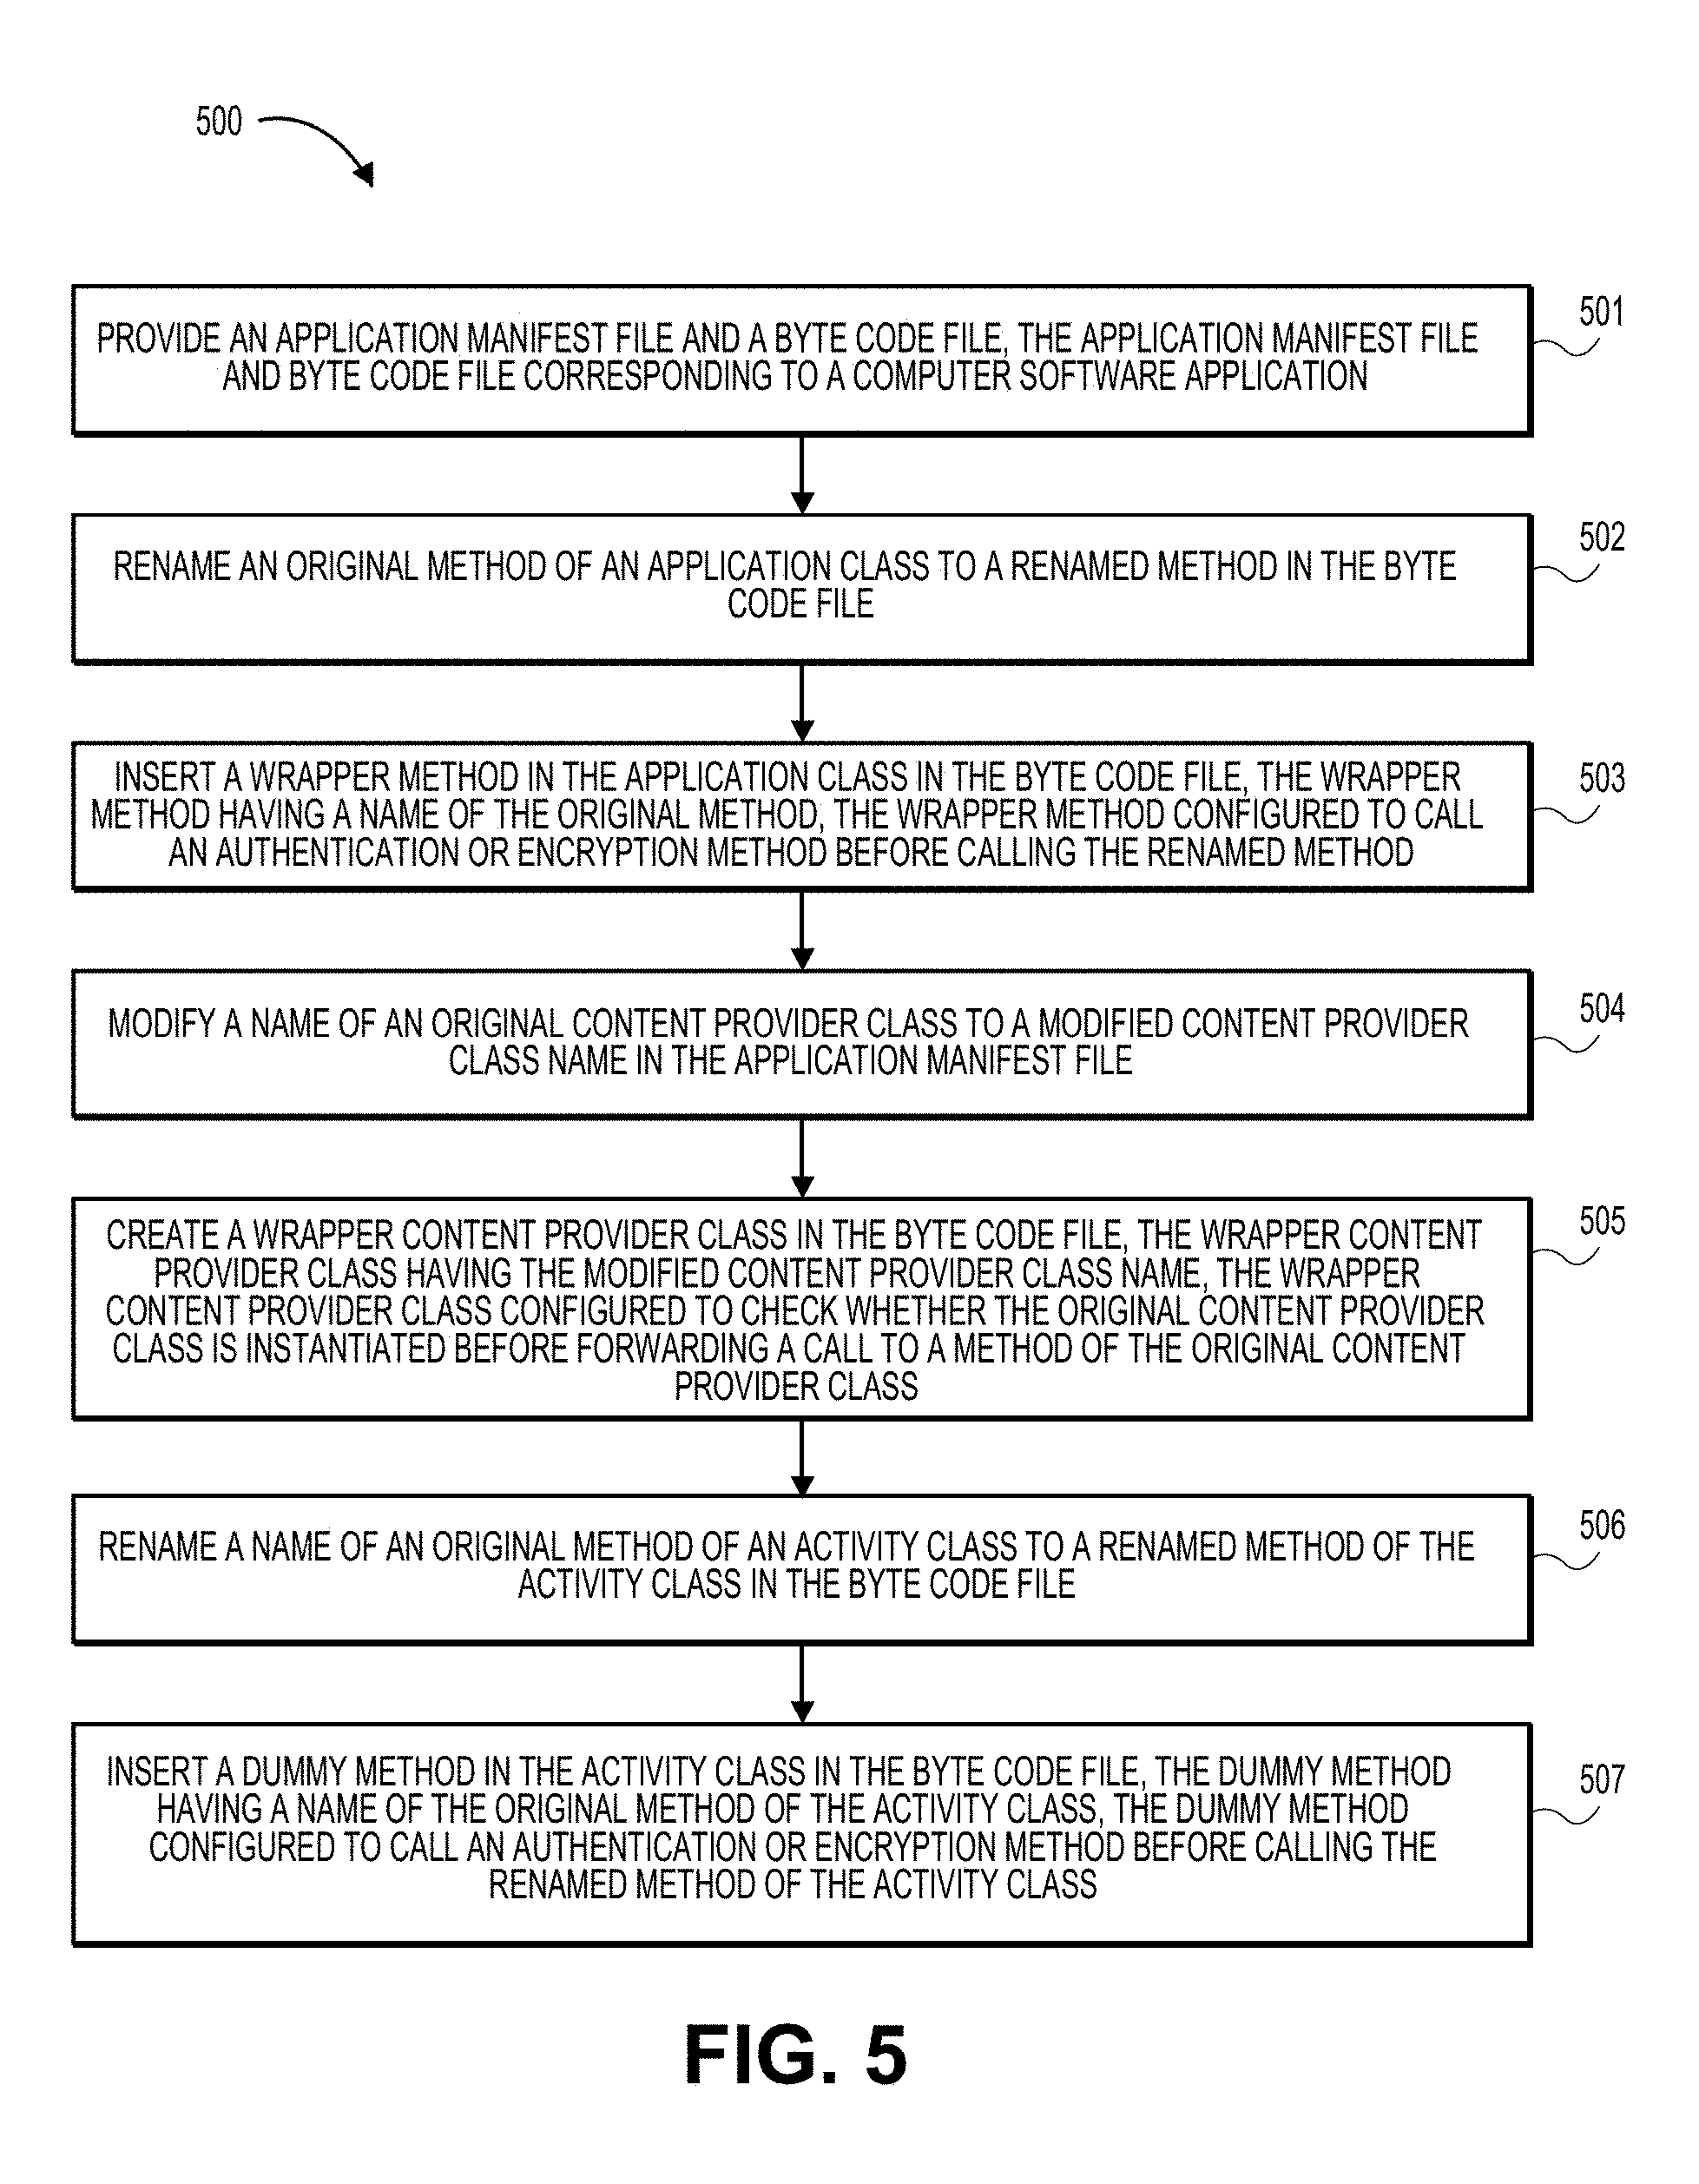 500
PROVIDE AN APPLICATION MANIFEST FILE AND A BYTE CODE FILE, THE APPLICATION MANIFEST FILE
AND BYTE CODE FILE CORRESPONDING TO A COMPUTER SOFTWARE APPLICATION
501
RENAME AN ORIGINAL METHOD OF AN APPLICATION CLASS TO A RENAMED METHOD IN THE BYTE
CODE FILE
502
INSERT A WRAPPER METHOD IN THE APPLICATION CLASS IN THE BYTE CODE FILE, THE WRAPPER
METHOD HAVING A NAME OF THE ORIGINAL METHOD, THE WRAPPER METHOD CONFIGURED TO CALL
AN AUTHENTICATION OR ENCRYPTION METHOD BEFORE CALLING THE RENAMED METHOD
503
MODIFY A NAME OF AN ORIGINAL CONTENT PROVIDER CLASS TO A MODIFIED CONTENT PROVIDER
CLASS NAME IN THE APPLICATION MANIFEST FILE
504
CREATE A WRAPPER CONTENT PROVIDER CLASS IN THE BYTE CODE FILE, THE WRAPPER CONTENT
PROVIDER CLASS HAVING THE MODIFIED CONTENT PROVIDER CLASS NAME, THE WRAPPER
CONTENT PROVIDER CLASS CONFIGURED TO CHECK WHETHER THE ORIGINAL CONTENT PROVIDER
CLASS IS INSTANTIATED BEFORE FORWARDING A CALL TO A METHOD OF THE ORIGINAL CONTENT
PROVIDER CLASS
505
RENAME A NAME OF AN ORIGINAL METHOD OF AN ACTIVITY CLASS TO A RENAMED METHOD OF THE
ACTIVITY CLASS IN THE BYTE CODE FILE
506
INSERT A DUMMY METHOD IN THE ACTIVITY CLASS IN THE BYTE CODE FILE, THE DUMMY METHOD
HAVING A NAME OF THE ORIGINAL METHOD OF THE ACTIVITY CLASS, THE DUMMY METHOD
CONFIGURED TO CALL AN AUTHENTICATION OR ENCRYPTION METHOD BEFORE CALLING THE
RENAMED METHOD OF THE ACTIVITY CLASS
507
FIG. 5